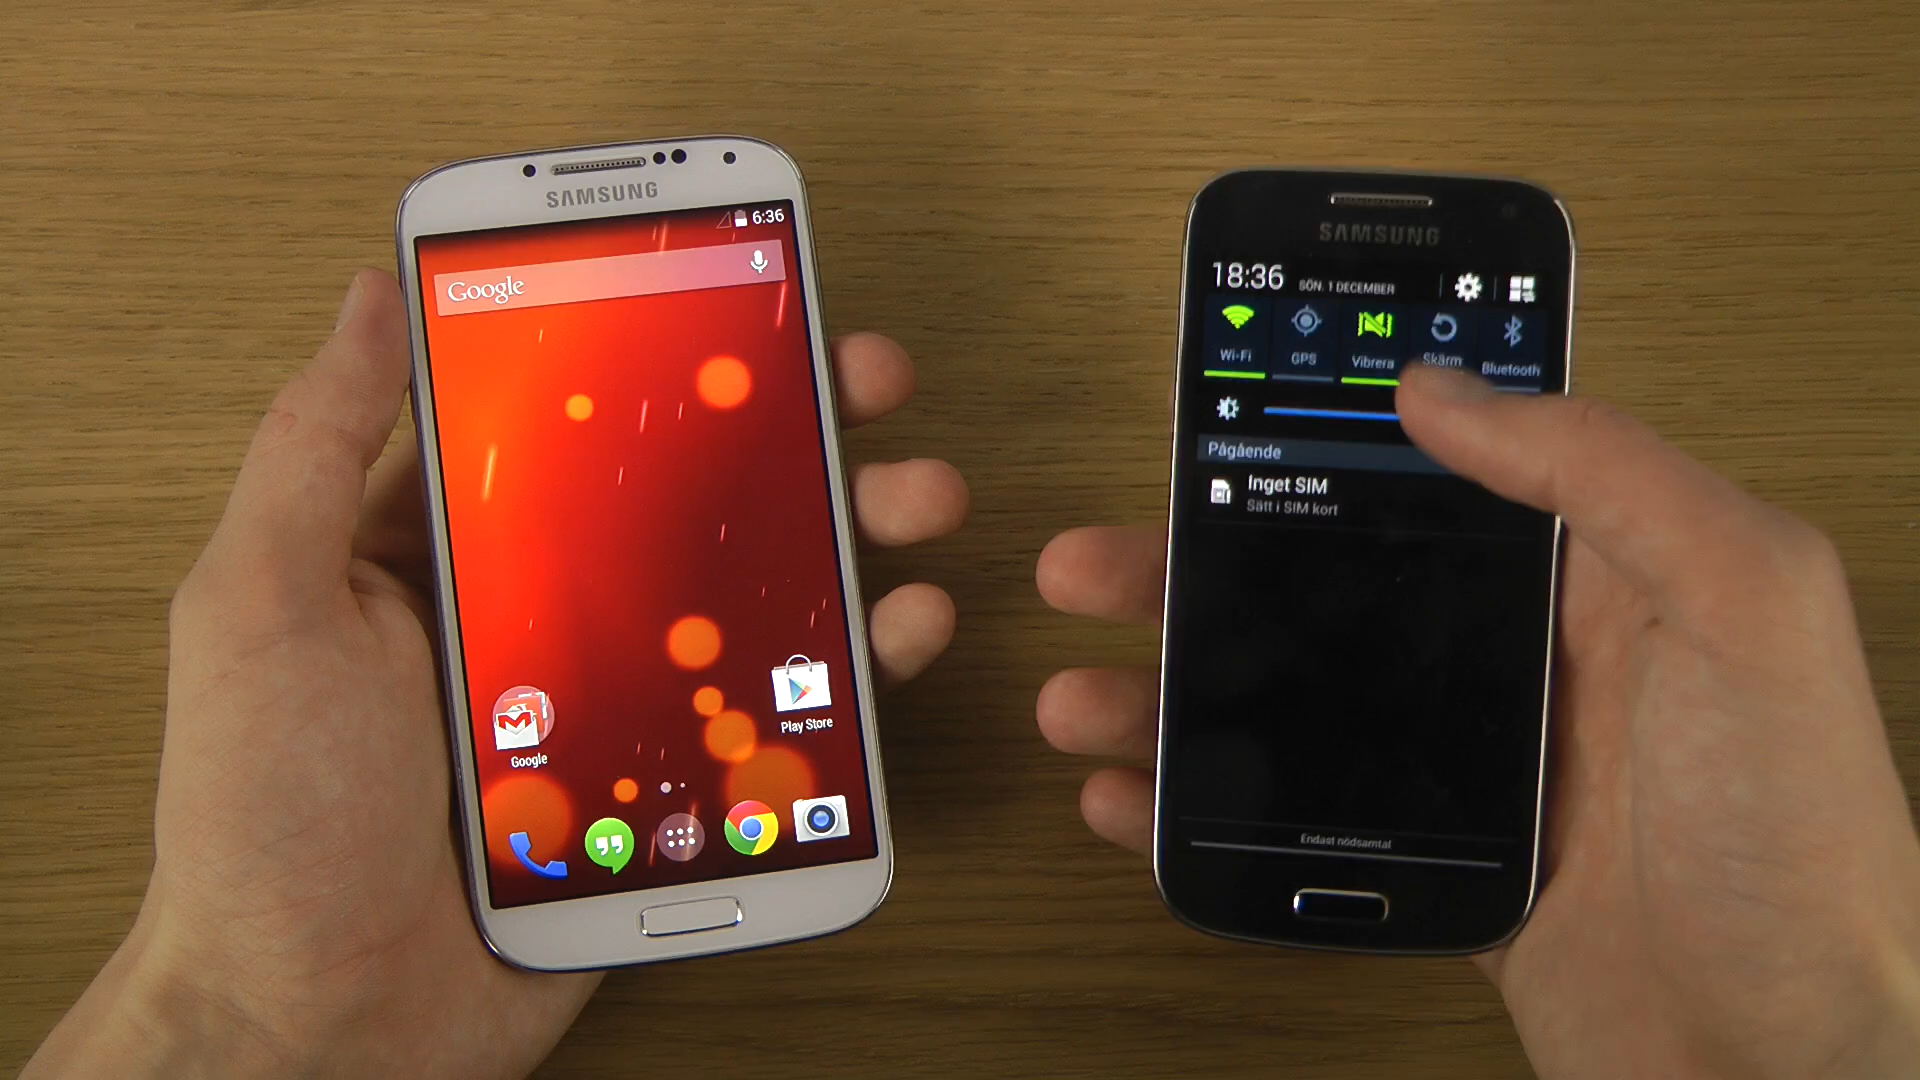 SAMSUNG
6:36
Google
Play Store
Google
SAMSUNG
18:36 SÖN. 1 DECEMBER
Wi-Fi GPS Vibrera Skärm Bluetooth
Pågående
Inget SIM
Sätt i SIM kort
Endast nödsamtal